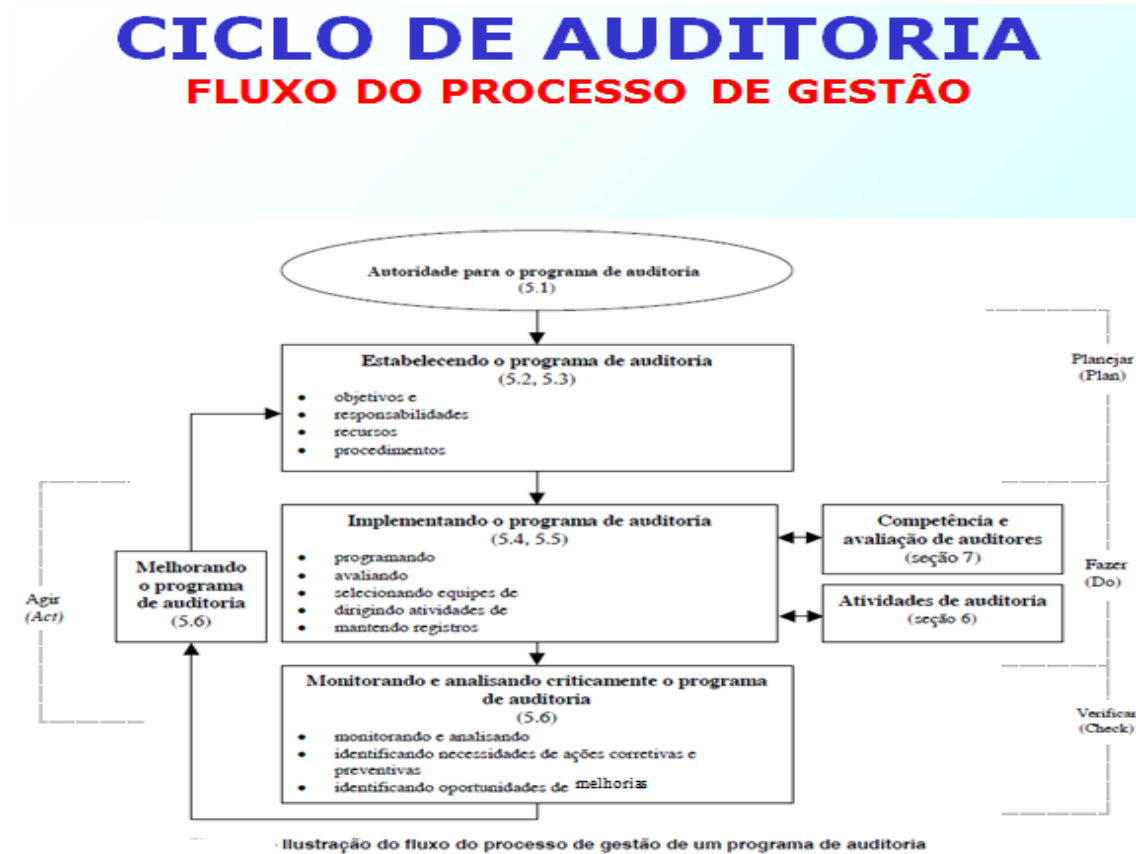 CICLO DE AUDITORIA
FLUXO DO PROCESSO DE GESTÃO
Autoridade para o programa de auditoria
(5.1)
Estabelecendo o programa de auditoria
(5.2, 5.3)
• objetivos e
• responsabilidades
• recursos
• procedimentos
Planejar
(Plan)
Implementando o programa de auditoria
(5.4, 5.5)
• programando
• avaliando
• selecionando equipes de
• dirigindo atividades de
• mantendo registros
Competência e
avaliação de auditores
(seção 7)
Atividades de auditoria
(seção 6)
Fazer
(Do)
Melhorando
o programa
de auditoria
(5.6)
Agir
(Act)
Monitorando e analisando criticamente o programa
de auditoria
(5.6)
• monitorando e analisando
• identificando necessidades de ações corretivas e
preventivas
• identificando oportunidades de melhorias
Verificar
(Check)
Ilustração do fluxo do processo de gestão de um programa de auditoria